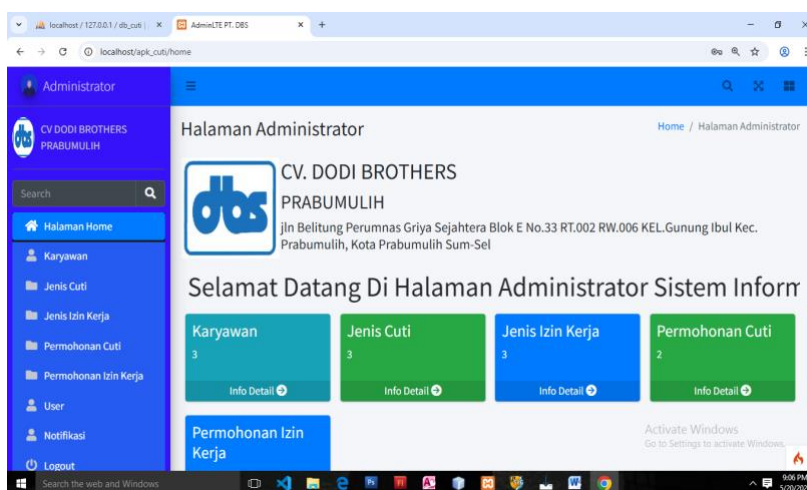 localhost / 127.0.0.1 / db_cuti |
AdminLTE PT. DBS
localhost/apk_cuti/home
Administrator
CV DODI BROTHERS
PRABUMULIH
Search
Halaman Home
Karyawan
Jenis Cuti
Jenis Izin Kerja
Permohonan Cuti
Permohonan Izin Kerja
User
Notifikasi
Logout
Halaman Administrator
Home / Halaman Administrator
dbs
CV. DODI BROTHERS
PRABUMULIH
jln Belitung Perumnas Griya Sejahtera Blok E No.33 RT.002 RW.006 KEL.Gunung Ibul Kec.
Prabumulih, Kota Prabumulih Sum-Sel
Selamat Datang Di Halaman Administrator Sistem Inform
Karyawan
3
Info Detail
Jenis Cuti
3
Info Detail
Jenis Izin Kerja
3
Info Detail
Permohonan Cuti
2
Info Detail
Permohonan Izin
Kerja
Activate Windows
Go to Settings to activate Windows.
Search the web and Windows
9:06 PM
5/20/202